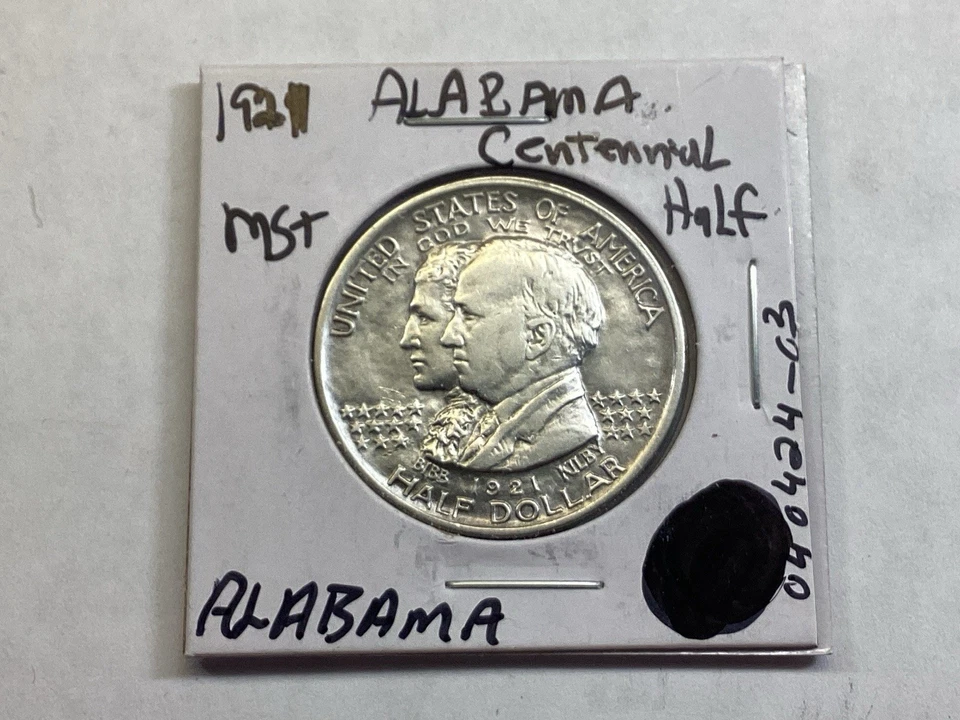 1921 ALABAMA
Centennial
MS+ Half
UNITED STATES OF AMERICA
IN GOD WE TRUST
BIBB 1921 KILBY
HALF DOLLAR
040424-03
ALABAMA